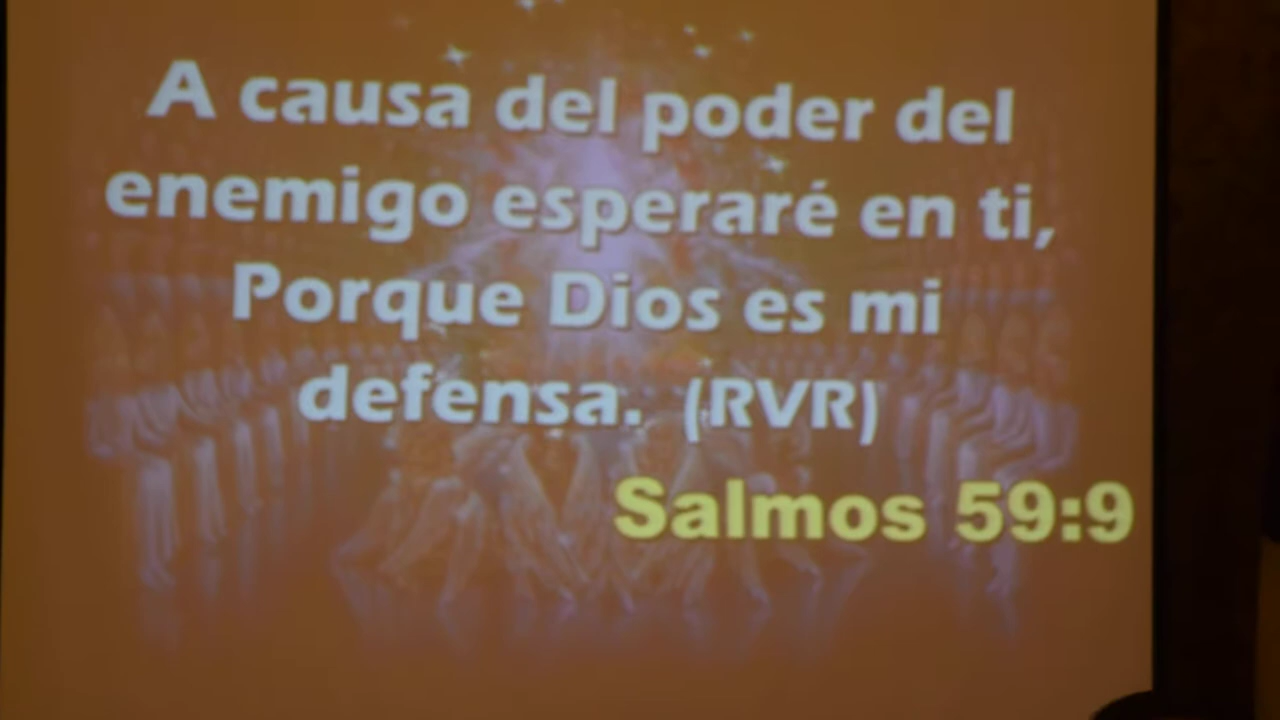 A causa del poder del
enemigo esperaré en ti,
Porque Dios es mi
defensa. (RVR)
Salmos 59:9